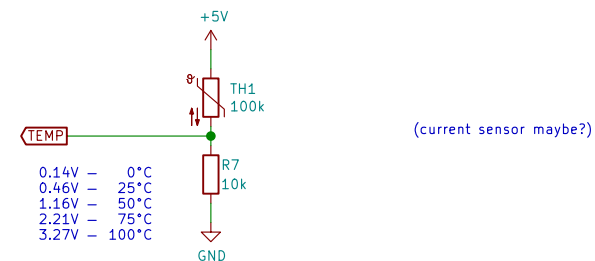 +5V
ϑ
TH1
100k
TEMP
(current sensor maybe?)
R7
10k
0.14V – 0°C
0.46V – 25°C
1.16V – 50°C
2.21V – 75°C
3.27V – 100°C
GND